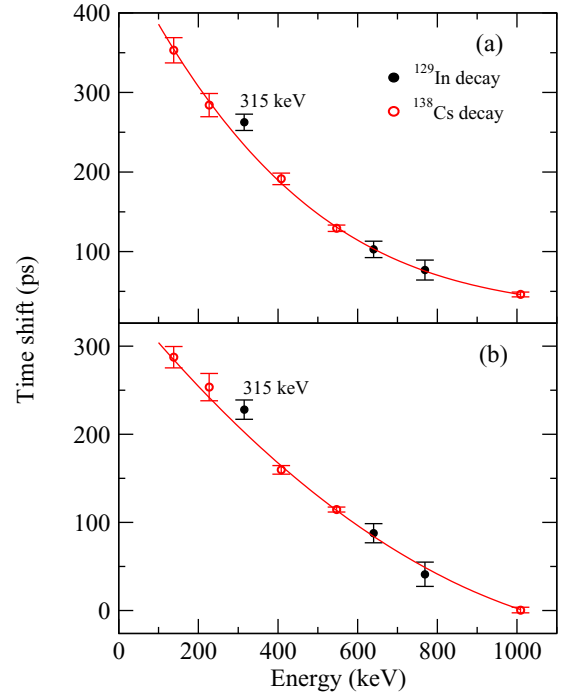 400
(a)
¹²⁹In decay
¹³⁸Cs decay
315 keV
300
200
100
Time shift (ps)
(b)
315 keV
300
200
100
0
0 200 400 600 800 1000
Energy (keV)